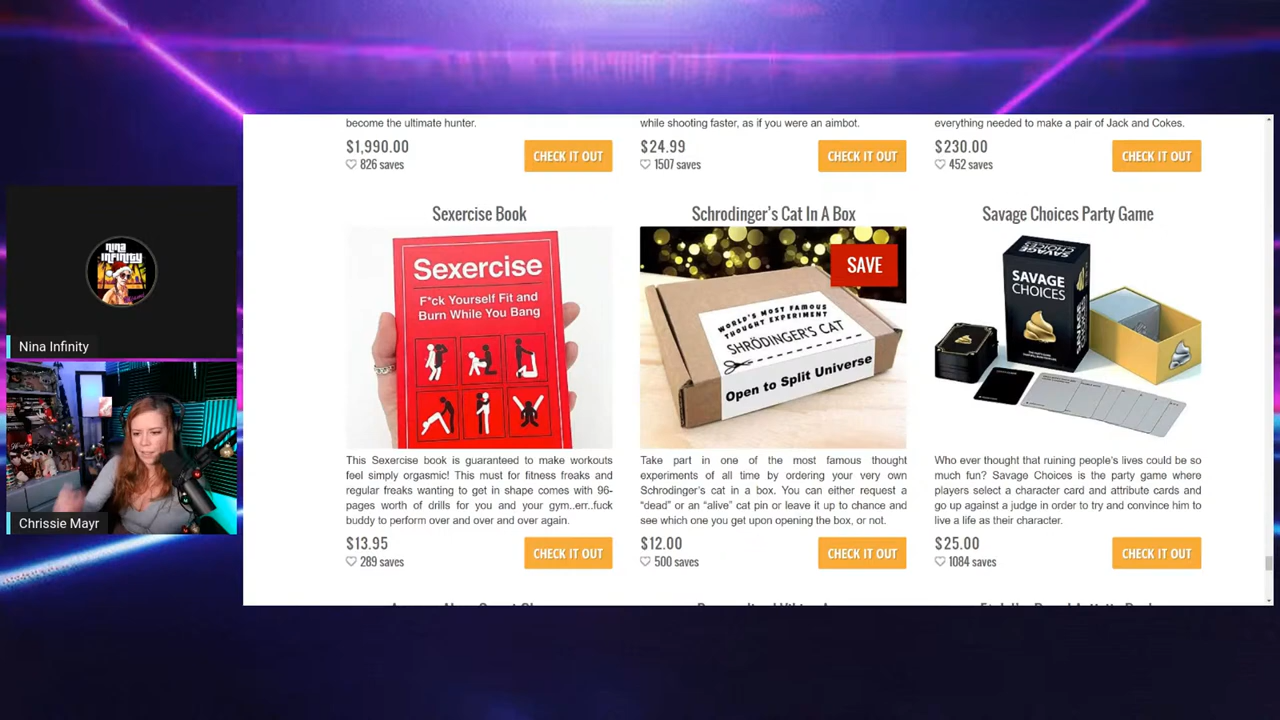 become the ultimate hunter.
$1,990.00
826 saves
CHECK IT OUT
while shooting faster, as if you were an aimbot.
$24.99
1507 saves
CHECK IT OUT
everything needed to make a pair of Jack and Cokes.
$230.00
452 saves
CHECK IT OUT
Sexercise Book
Sexercise
F*ck Yourself Fit and
Burn While You Bang
This Sexercise book is guaranteed to make workouts
feel simply orgasmic! This must for fitness freaks and
regular freaks wanting to get in shape comes with 96-
pages worth of drills for you and your gym..err..fuck
buddy to perform over and over and over again.
$13.95
289 saves
CHECK IT OUT
Schrodinger's Cat In A Box
SAVE
WORLD'S MOST FAMOUS
THOUGHT EXPERIMENT
SHRÖDINGER'S CAT
Open to Split Universe
Take part in one of the most famous thought
experiments of all time by ordering your very own
Schrodinger's cat in a box. You can either request a
“dead” or an “alive” cat pin or leave it up to chance and
see which one you get upon opening the box, or not.
$12.00
500 saves
CHECK IT OUT
Savage Choices Party Game
SAVAGE
CHOICES
SAVAGE
CHOICES
Who ever thought that ruining people's lives could be so
much fun? Savage Choices is the party game where
players select a character card and attribute cards and
go up against a judge in order to try and convince him to
live a life as their character.
$25.00
1084 saves
CHECK IT OUT
nina
INFINITY
Nina Infinity
Chrissie Mayr